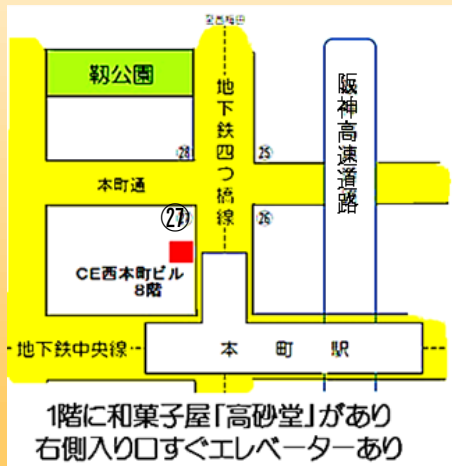 靱公園
地下鉄四つ橋線
阪神高速道路
㉘
㉕
本町通
㉗
㉖
CE西本町ビル
8階
地下鉄中央線
本町駅
1階に和菓子屋「高砂堂」があり
右側入り口すぐエレベーターあり